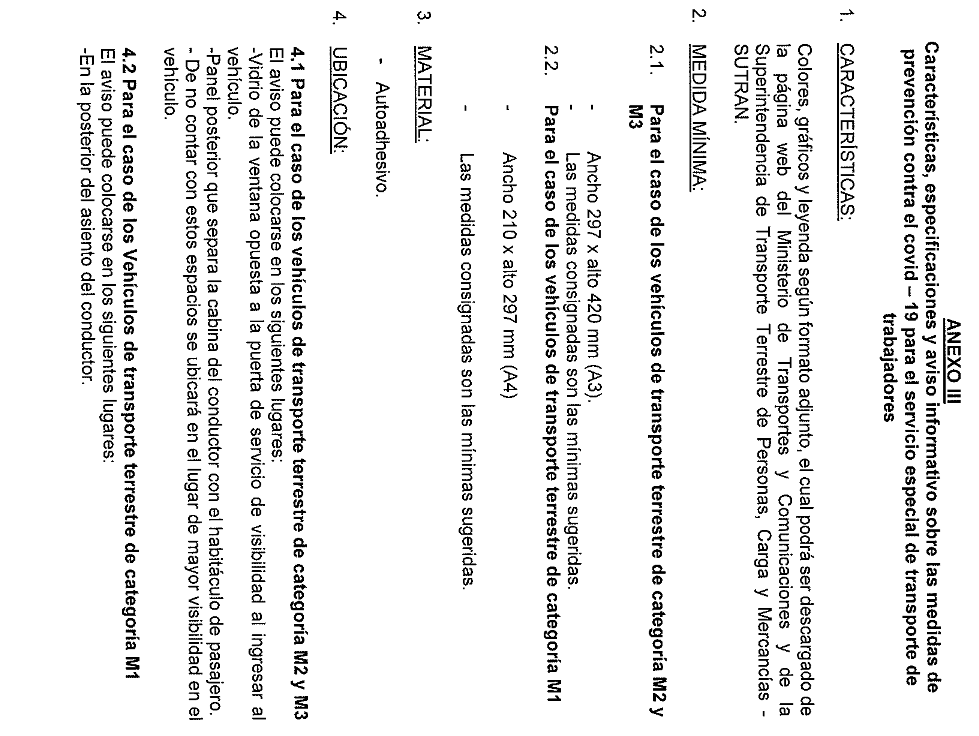 ANEXO III
Características, especificaciones y aviso informativo sobre las medidas de
prevención contra el covid – 19 para el servicio especial de transporte de
trabajadores
1. CARACTERÍSTICAS:
Colores, gráficos y leyenda según formato adjunto, el cual podrá ser descargado de
la página web del Ministerio de Transportes y Comunicaciones y de la
Superintendencia de Transporte Terrestre de Personas, Carga y Mercancías -
SUTRAN.
2. MEDIDA MÍNIMA:
2.1. Para el caso de los vehículos de transporte terrestre de categoría M2 y
M3
- Ancho 297 x alto 420 mm (A3).
- Las medidas consignadas son las mínimas sugeridas.
2.2. Para el caso de los vehículos de transporte terrestre de categoría M1
- Ancho 210 x alto 297 mm (A4)
- Las medidas consignadas son las mínimas sugeridas.
3. MATERIAL:
- Autoadhesivo.
4. UBICACIÓN:
4.1 Para el caso de los vehículos de transporte terrestre de categoría M2 y M3
El aviso puede colocarse en los siguientes lugares:
-Vidrio de la ventana opuesta a la puerta de servicio de visibilidad al ingresar al
vehículo.
-Panel posterior que separa la cabina del conductor con el habitáculo de pasajero.
- De no contar con estos espacios se ubicará en el lugar de mayor visibilidad en el
vehículo.
4.2 Para el caso de los Vehículos de transporte terrestre de categoría M1
El aviso puede colocarse en los siguientes lugares:
-En la posterior del asiento del conductor.